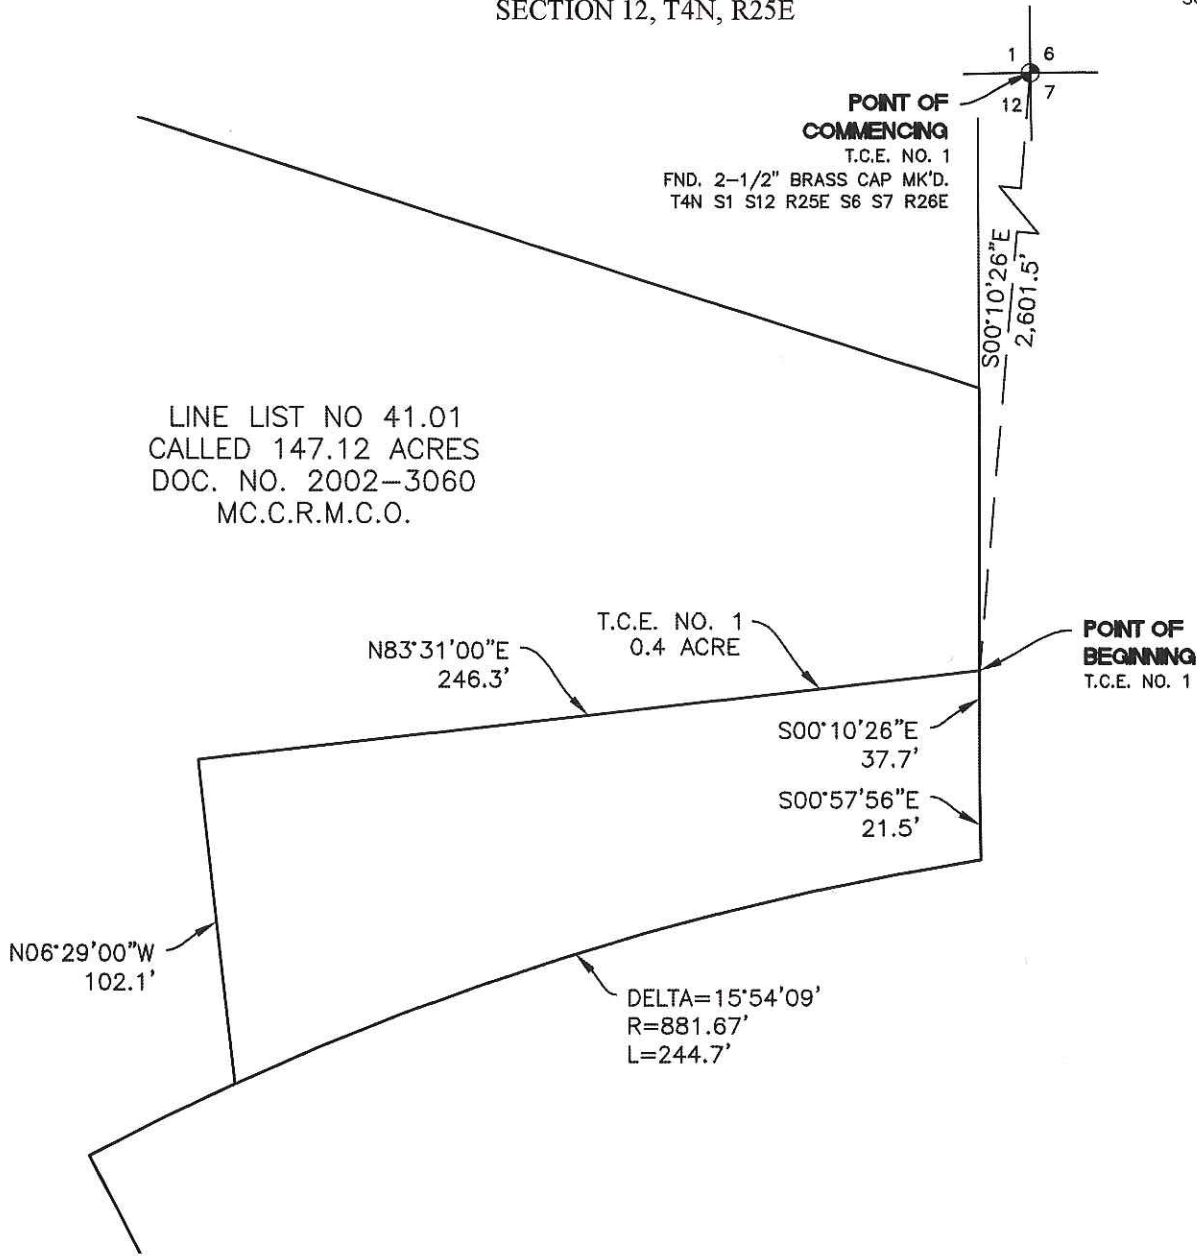 SECTION 12, T4N, R25E
1 6
12 7
POINT OF
COMMENCING
T.C.E. NO. 1
FND. 2-1/2" BRASS CAP MK'D.
T4N S1 S12 R25E S6 S7 R26E
S00°10'26"E
2,601.5'
LINE LIST NO 41.01
CALLED 147.12 ACRES
DOC. NO. 2002-3060
MC.C.R.M.C.O.
T.C.E. NO. 1
0.4 ACRE
N83°31'00"E
246.3'
POINT OF
BEGINNING
T.C.E. NO. 1
S00°10'26"E
37.7'
S00°57'56"E
21.5'
N06°29'00"W
102.1'
DELTA=15°54'09'
R=881.67'
L=244.7'